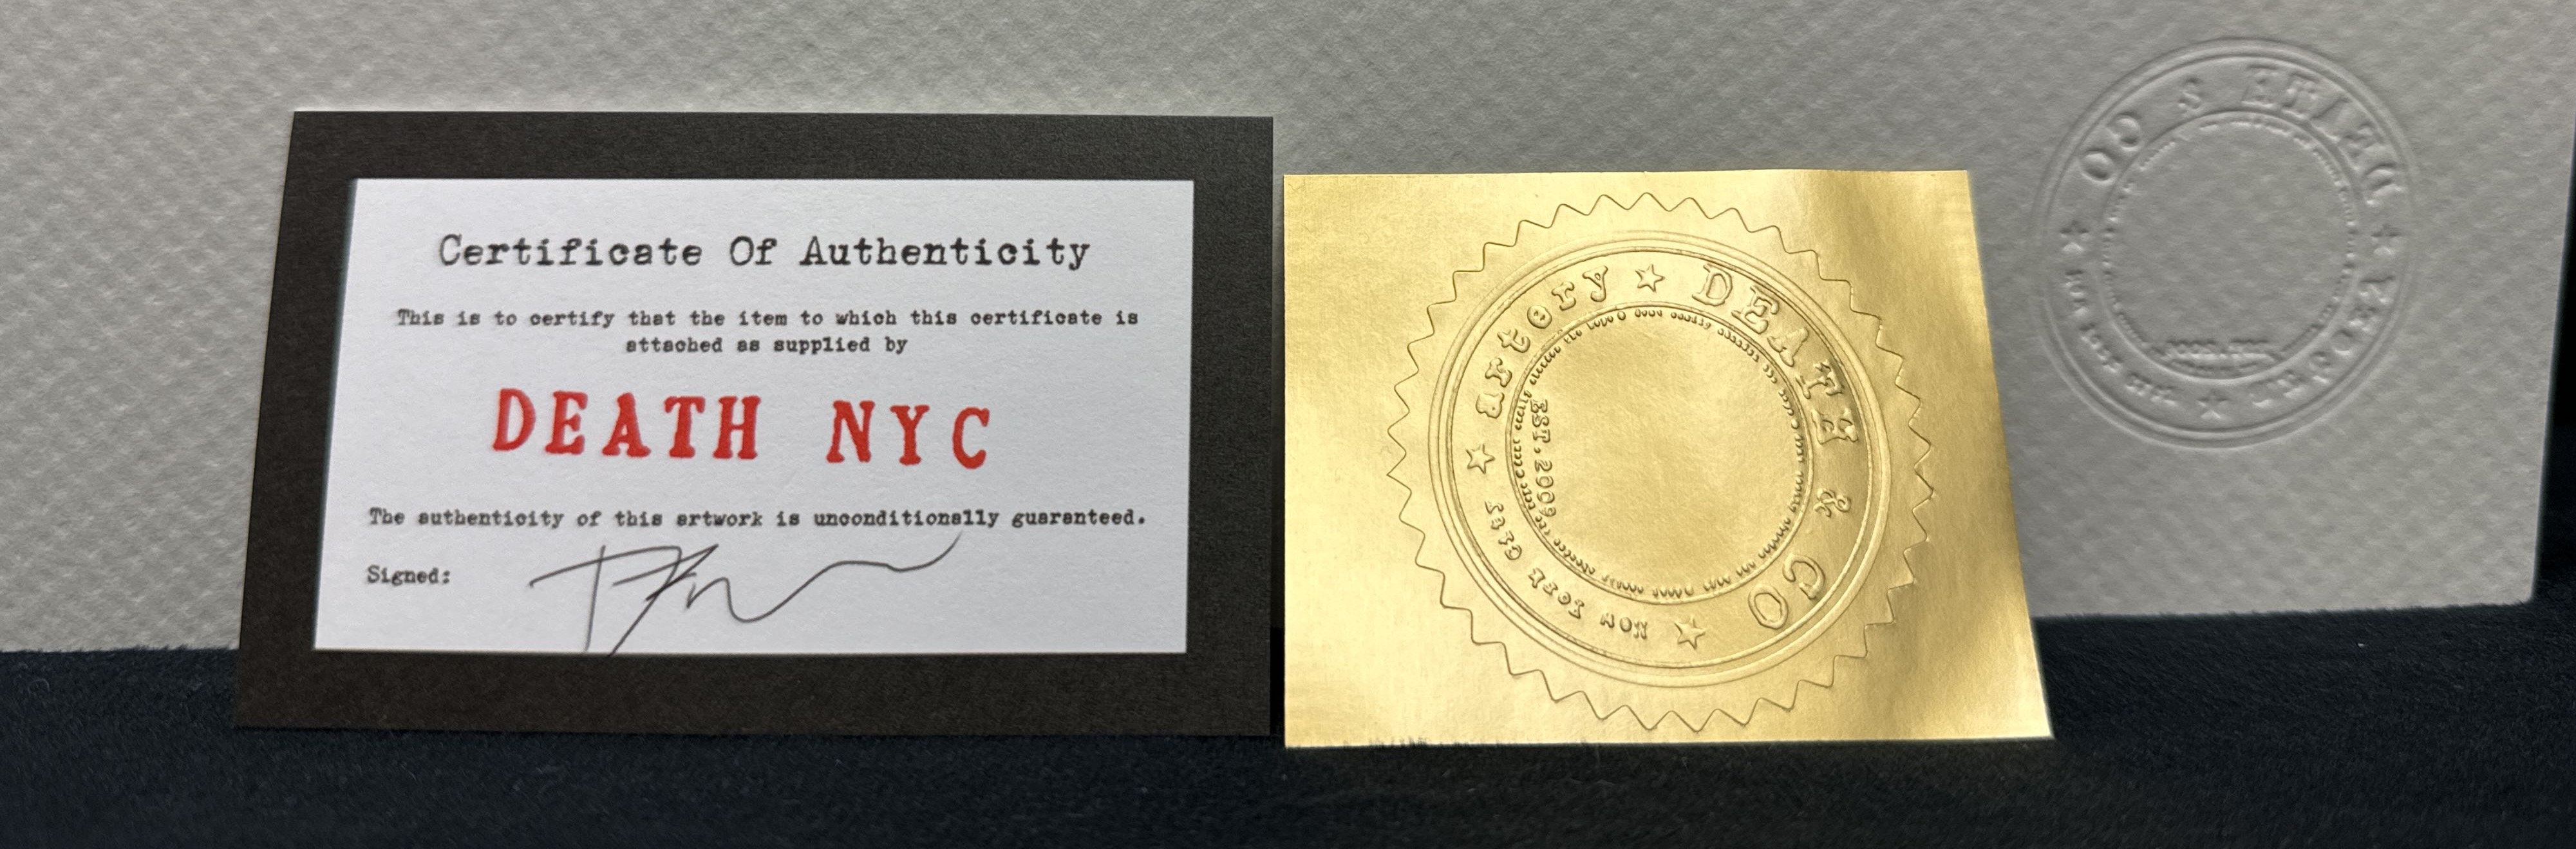 Certificate Of Authenticity
This is to certify that the item to which this certificate is
attached as supplied by
DEATH NYC
The authenticity of this artwork is unconditionally guaranteed.
Signed:
artery ★ DEATH & CO ★ New York City ★
EST. 2009
DEATH & CO